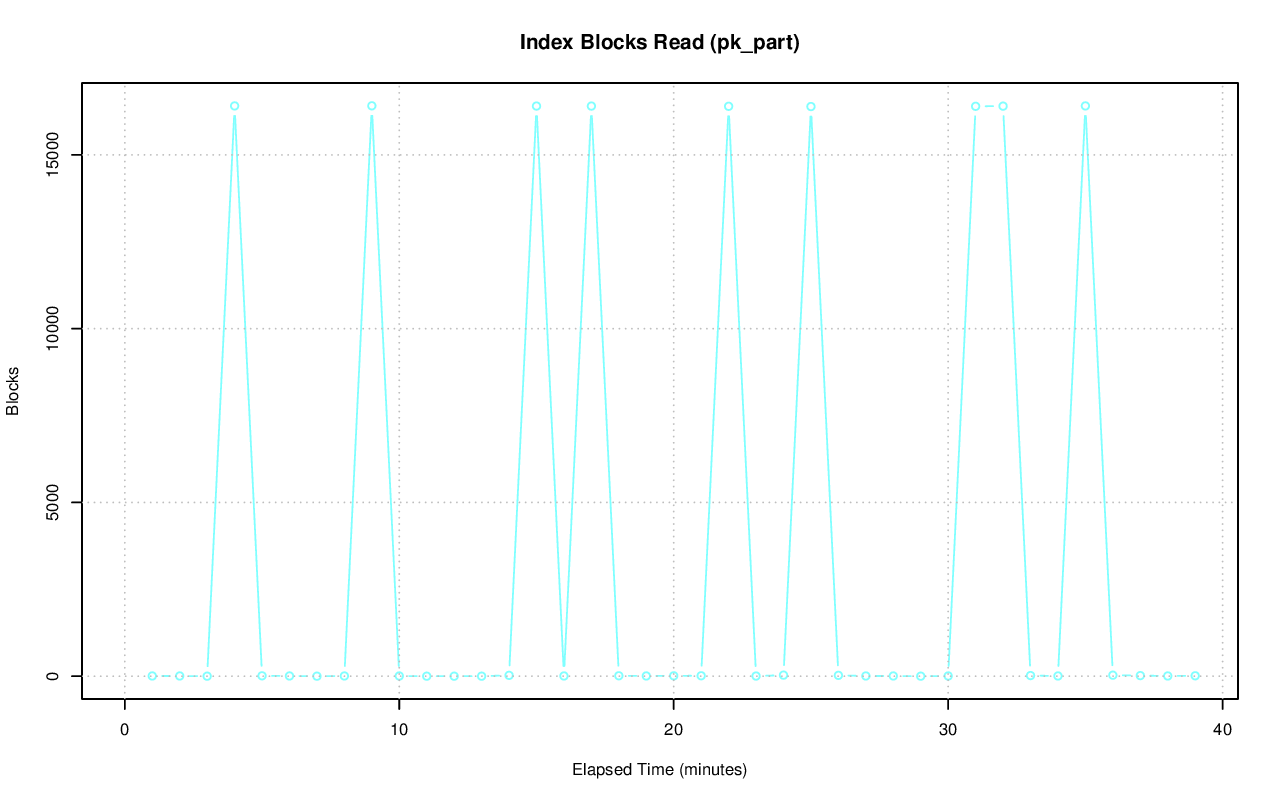 Index Blocks Read (pk_part)
15000
10000
5000
0
Blocks
0 10 20 30 40
Elapsed Time (minutes)